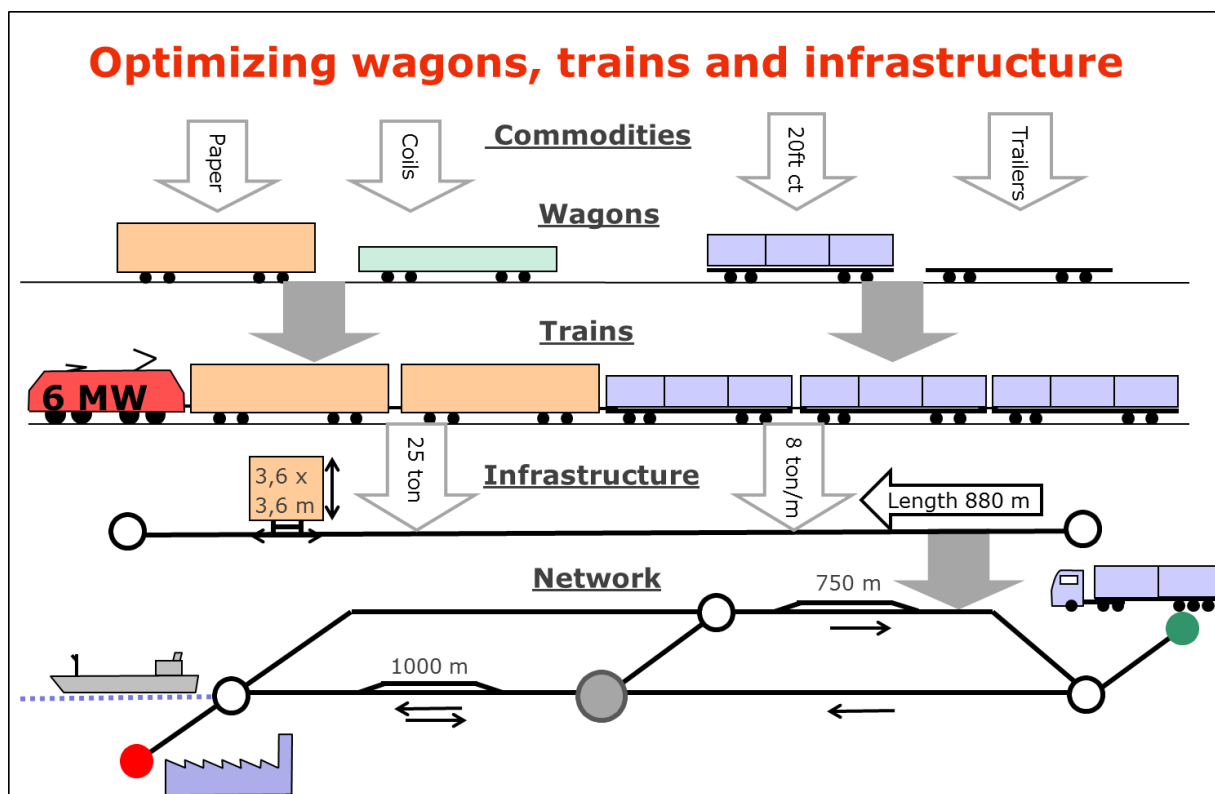 Optimizing wagons, trains and infrastructure
Commodities
Paper
Coils
20ft ct
Trailers
Wagons
Trains
6 MW
25 ton
8 ton/m
Infrastructure
3,6 x
3,6 m
Length 880 m
Network
750 m
1000 m